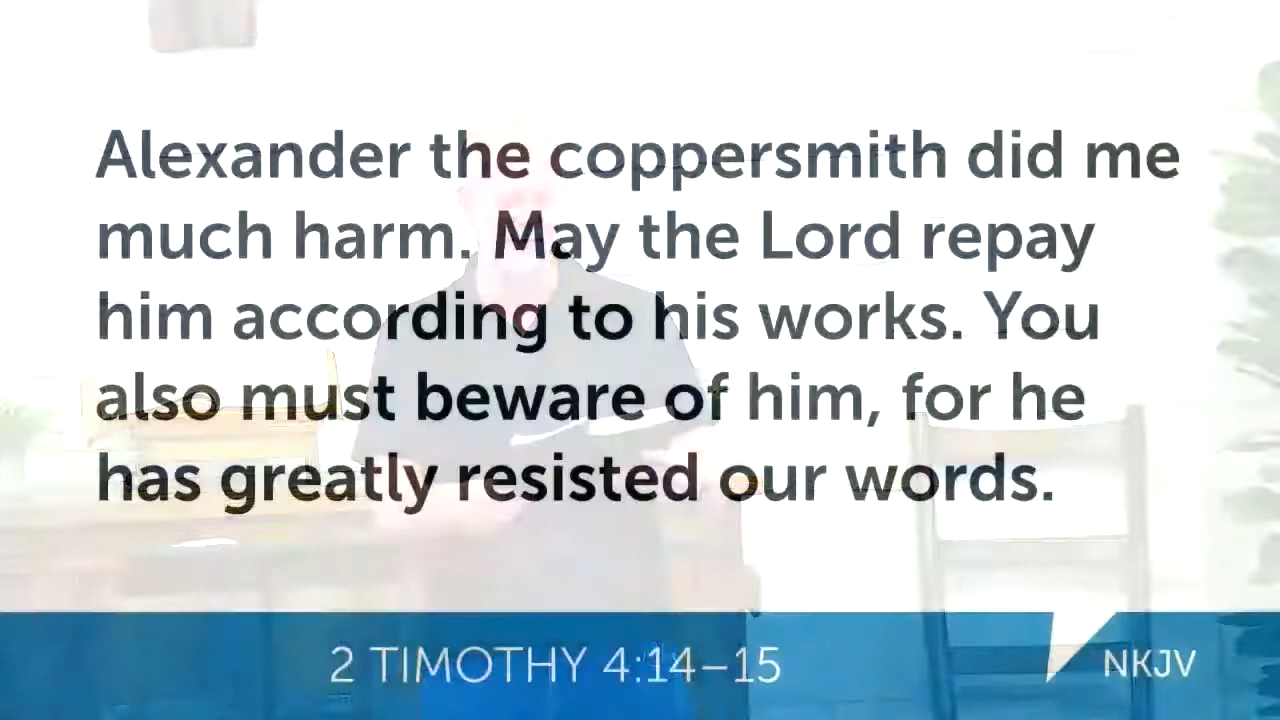 Alexander the coppersmith did me
much harm. May the Lord repay
him according to his works. You
also must beware of him, for he
has greatly resisted our words.
2 TIMOTHY 4:14–15
NKJV